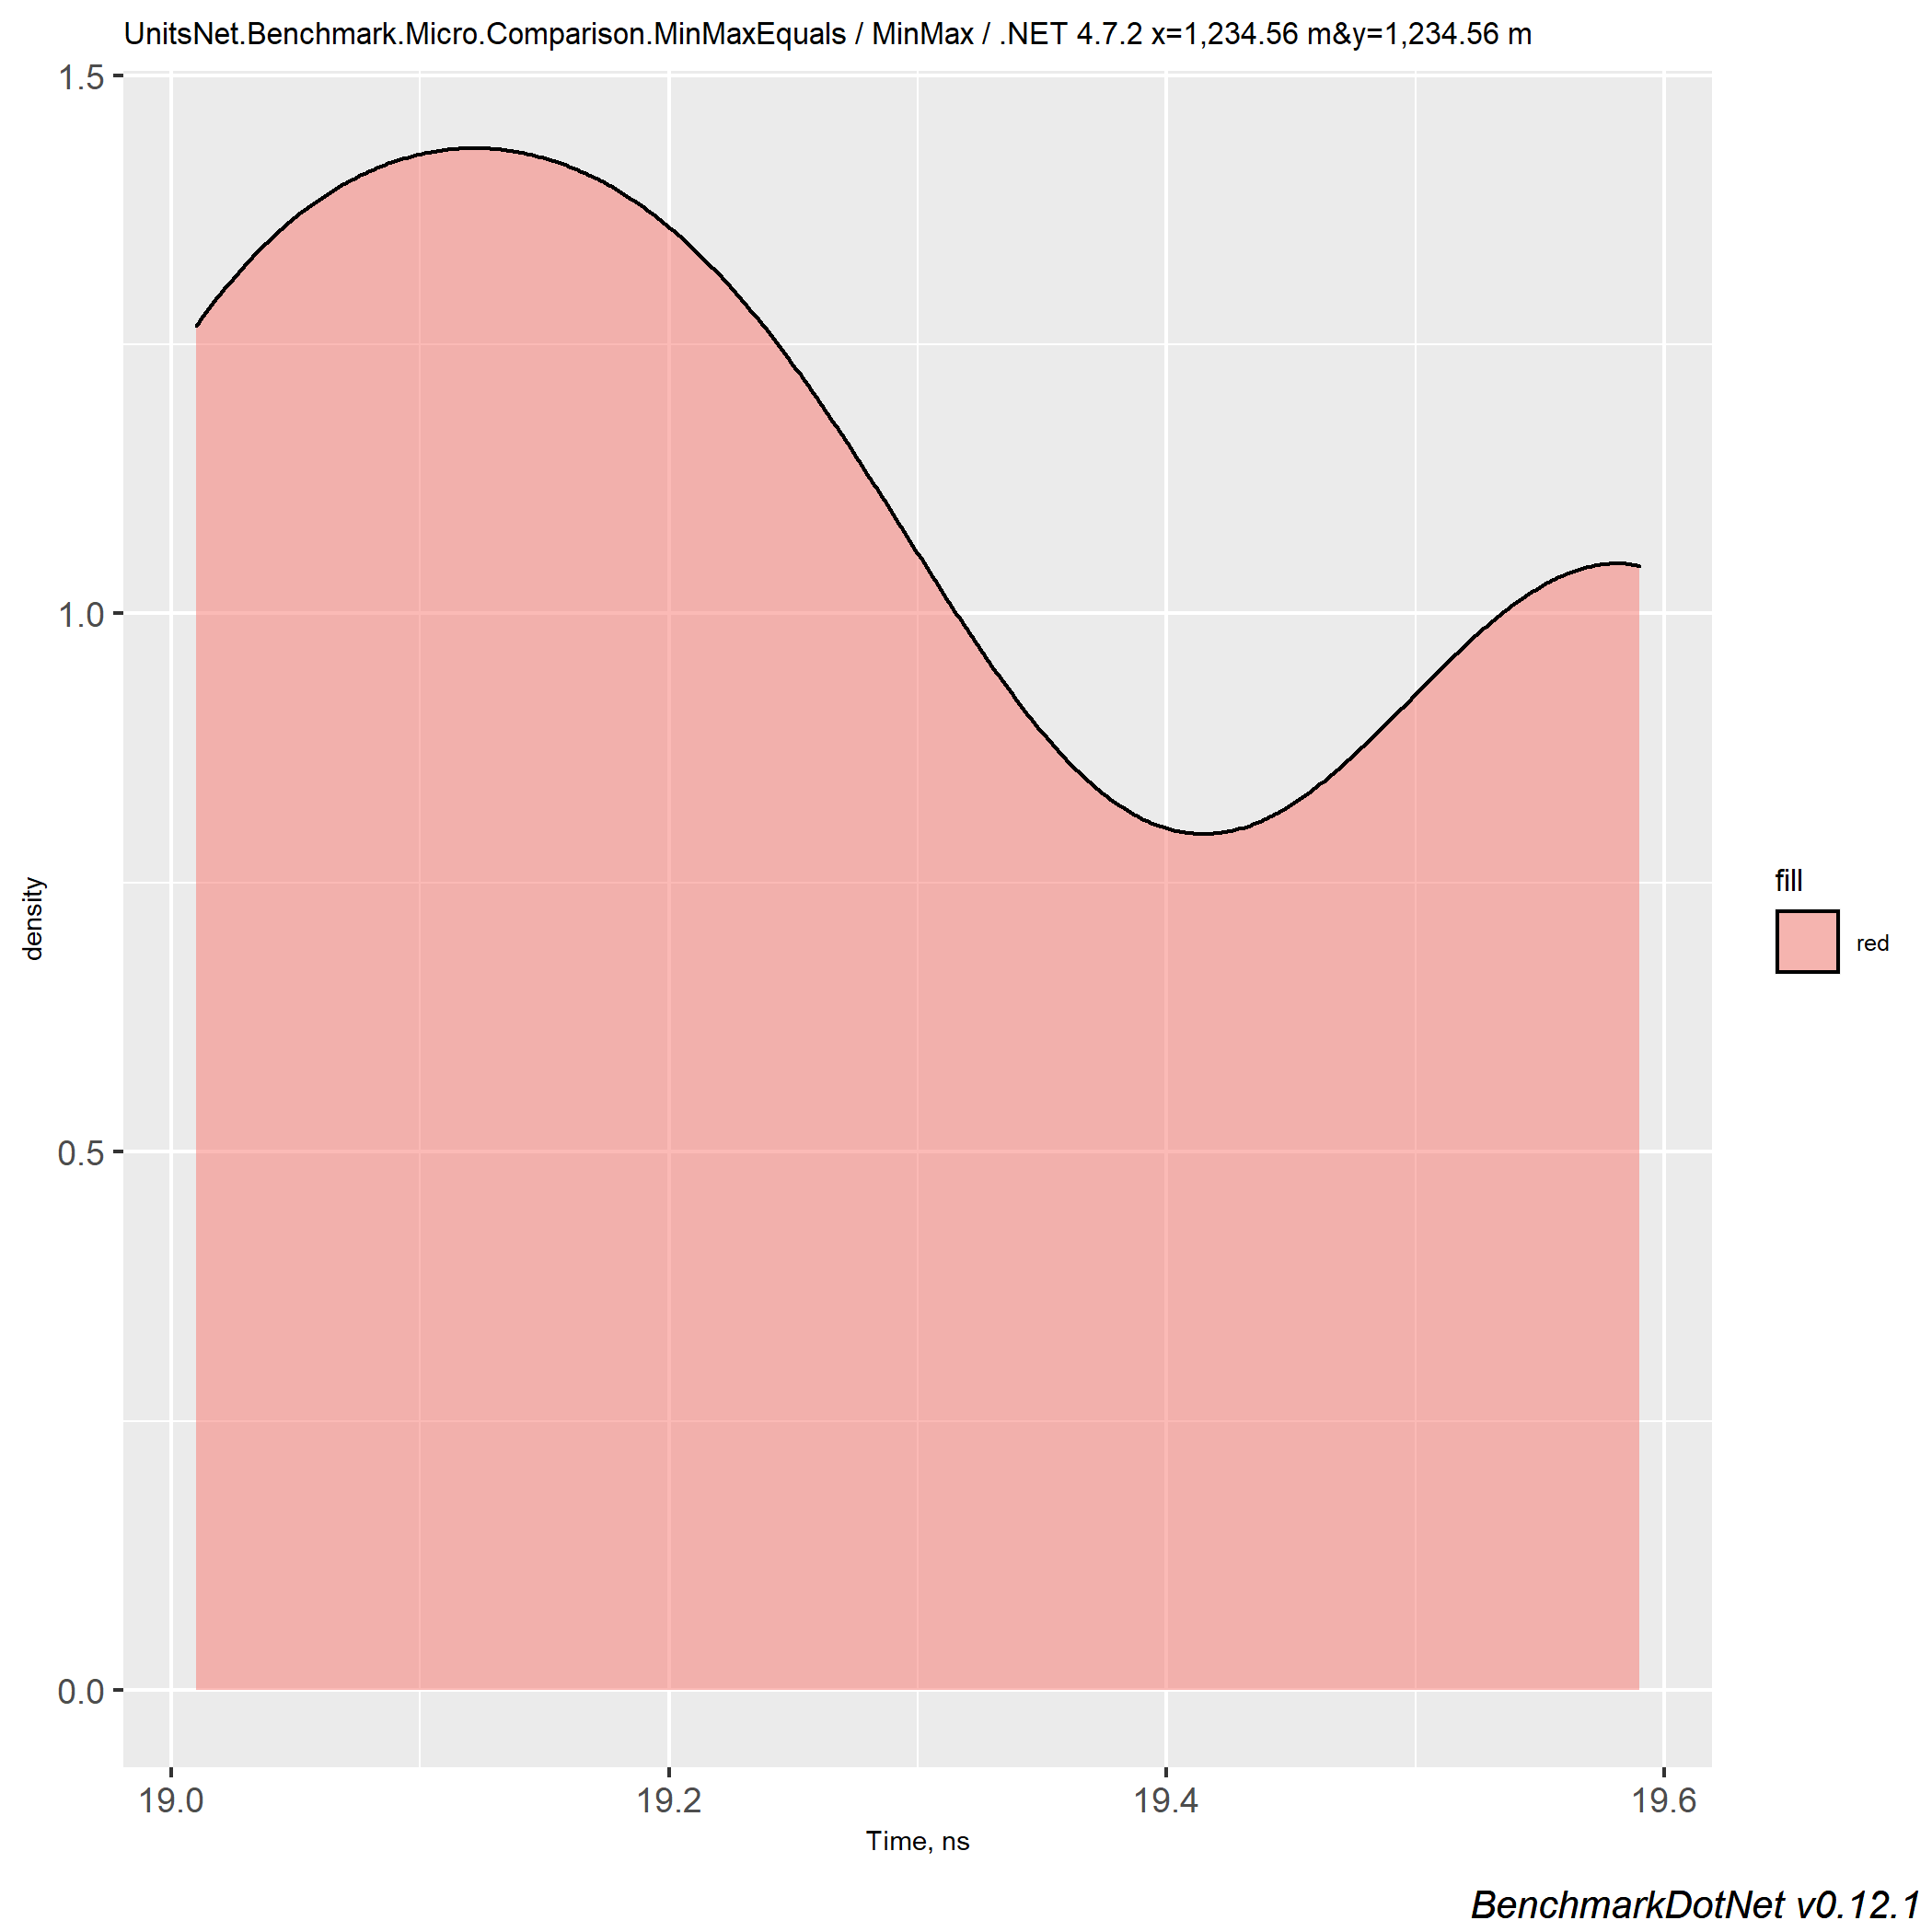 UnitsNet.Benchmark.Micro.Comparison.MinMaxEquals / MinMax / .NET 4.7.2 x=1,234.56 m&y=1,234.56 m
1.5
1.0
0.5
0.0
density
19.0 19.2 19.4 19.6
Time, ns
fill
red
BenchmarkDotNet v0.12.1